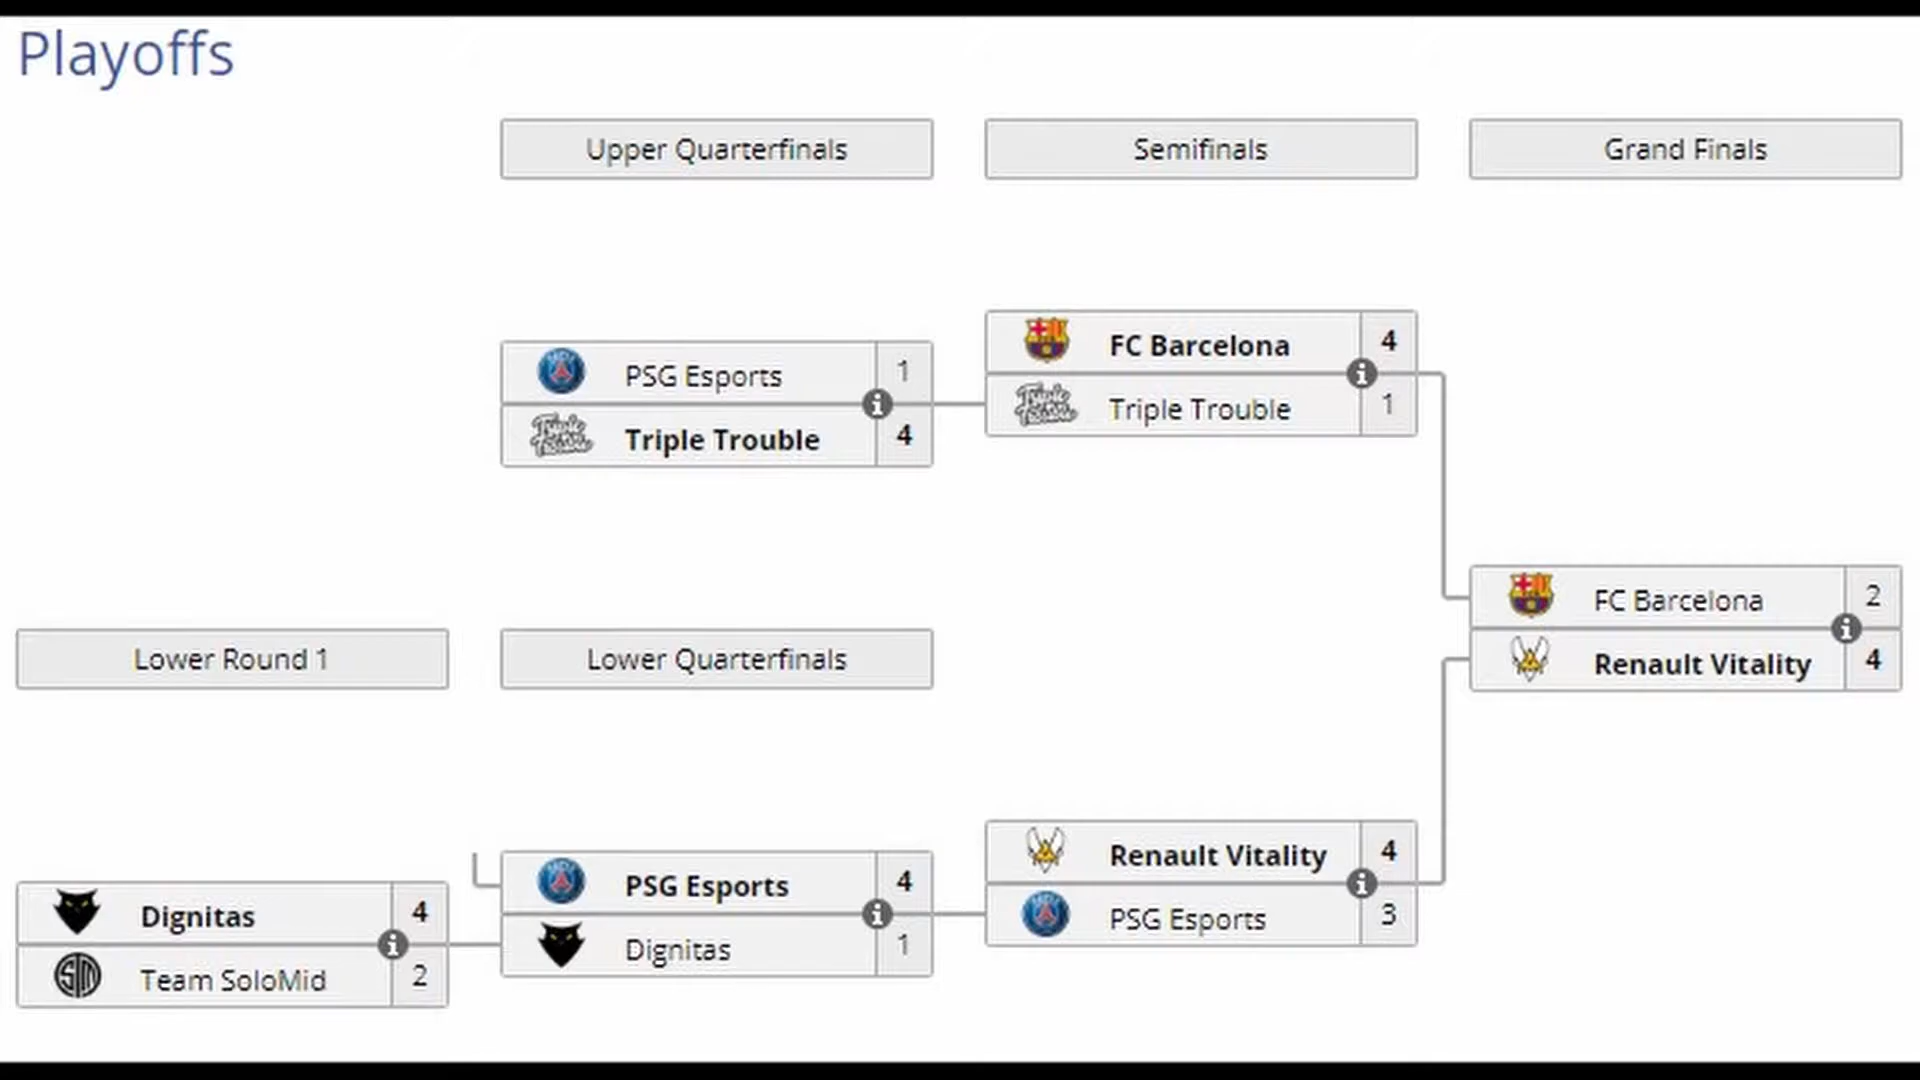 Playoffs
Upper Quarterfinals
Semifinals
Grand Finals
PSG Esports 1
Triple Trouble 4
FC Barcelona 4
Triple Trouble 1
FC Barcelona 2
Renault Vitality 4
Lower Round 1
Lower Quarterfinals
Dignitas 4
Team SoloMid 2
PSG Esports 4
Dignitas 1
Renault Vitality 4
PSG Esports 3